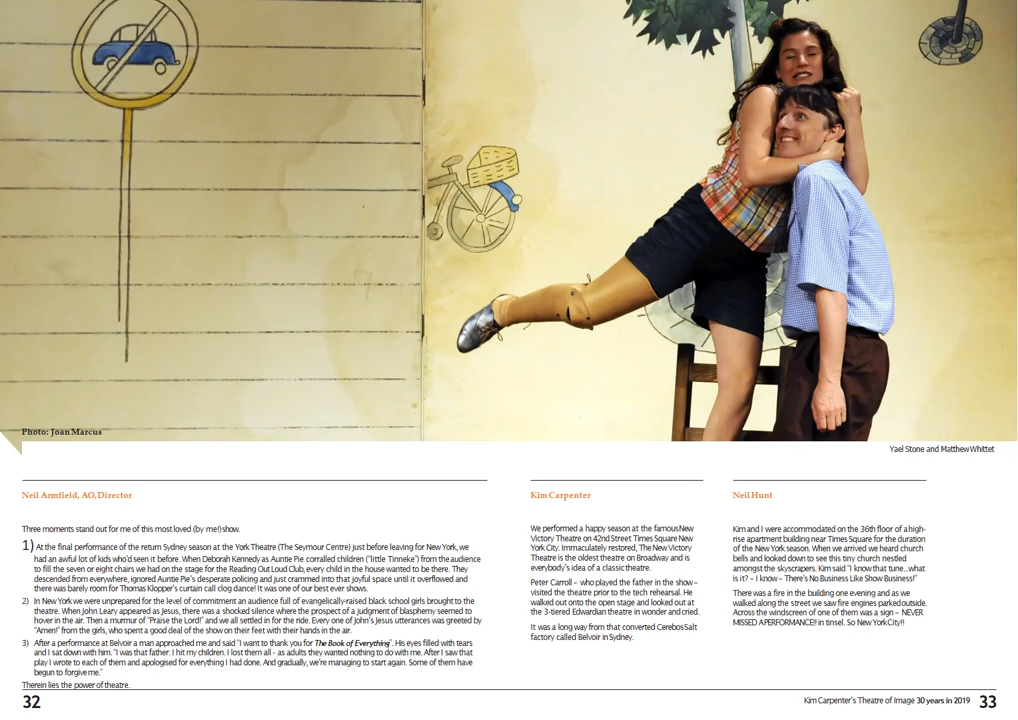 Photo: Joan Marcus
Yael Stone and Matthew Whittet
Neil Armfield, AO, Director
Three moments stand out for me of this most loved (by me!) show.
1) At the final performance of the return Sydney season at the York Theatre (The Seymour Centre) just before leaving for New York, we
had an awful lot of kids who'd seen it before. When Deborah Kennedy as Auntie Pie corralled children ("little Tinneke") from the audience
to fill the seven or eight chairs we had on the stage for the Reading Out Loud Club, every child in the house wanted to be there. They
descended from everywhere, ignored Auntie Pie's desperate policing and just crammed into that joyful space until it overflowed and
there was barely room for Thomas Klopper's curtain call clog dance! It was one of our best ever shows.
2) In New York we were unprepared for the level of commitment an audience full of evangelically-raised black school girls brought to the
theatre. When John Leary appeared as Jesus, there was a shocked silence where the prospect of a judgment of blasphemy seemed to
hover in the air. Then a murmur of "Praise the Lord!" and we all settled in for the ride. Every one of John's Jesus utterances was greeted by
"Amen!" from the girls, who spent a good deal of the show on their feet with their hands in the air.
3) After a performance at Belvoir a man approached me and said "I want to thank you for The Book of Everything". His eyes filled with tears
and I sat down with him. "I was that father: I hit my children. I lost them all - as adults they wanted nothing to do with me. After I saw that
play I wrote to each of them and apologised for everything I had done. And gradually, we're managing to start again. Some of them have
begun to forgive me."
Therein lies the power of theatre.
Kim Carpenter
We performed a happy season at the famous New
Victory Theatre on 42nd Street Times Square New
York City. Immaculately restored, The New Victory
Theatre is the oldest theatre on Broadway and is
everybody's idea of a classic theatre.
Peter Carroll – who played the father in the show –
visited the theatre prior to the tech rehearsal. He
walked out onto the open stage and looked out at
the 3-tiered Edwardian theatre in wonder and cried.
It was a long way from that converted Cerebos Salt
factory called Belvoir in Sydney.
Neil Hunt
Kim and I were accommodated on the 36th floor of a high-
rise apartment building near Times Square for the duration
of the New York season. When we arrived we heard church
bells and looked down to see this tiny church nestled
amongst the skyscrapers. Kim said "I know that tune...what
is it? – I know – There's No Business Like Show Business!"
There was a fire in the building one evening and as we
walked along the street we saw fire engines parked outside.
Across the windscreen of one of them was a sign – NEVER
MISSED A PERFORMANCE!! in tinsel. So New York City!!
32
Kim Carpenter's Theatre of Image 30 years in 2019 33